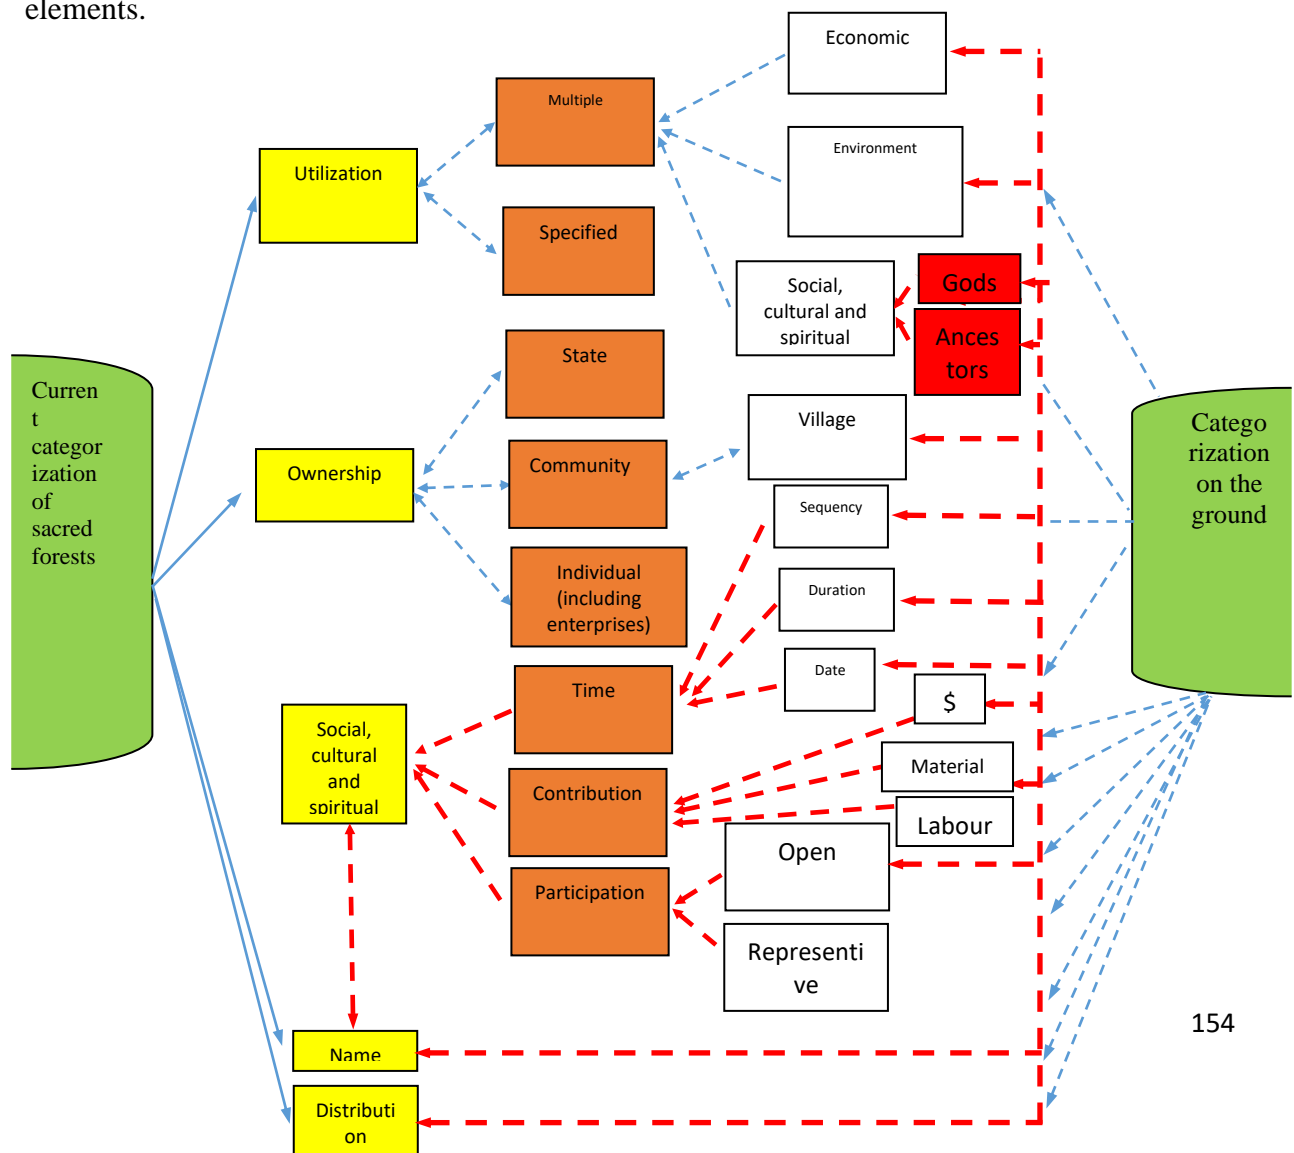 elements.
Economic
Multiple
Environment
Utilization
Specified
Gods
Social,
cultural and
spiritual
Ances
tors
State
Curren
t
categor
ization
of
sacred
forests
Village
Catego
rization
on the
ground
Ownership
Community
Sequency
Individual
(including
enterprises)
Duration
Date
Time
$
Social,
cultural
and
spiritual
Material
Contribution
Labour
Open
Participation
Representi
ve
154
Name
Distributi
on